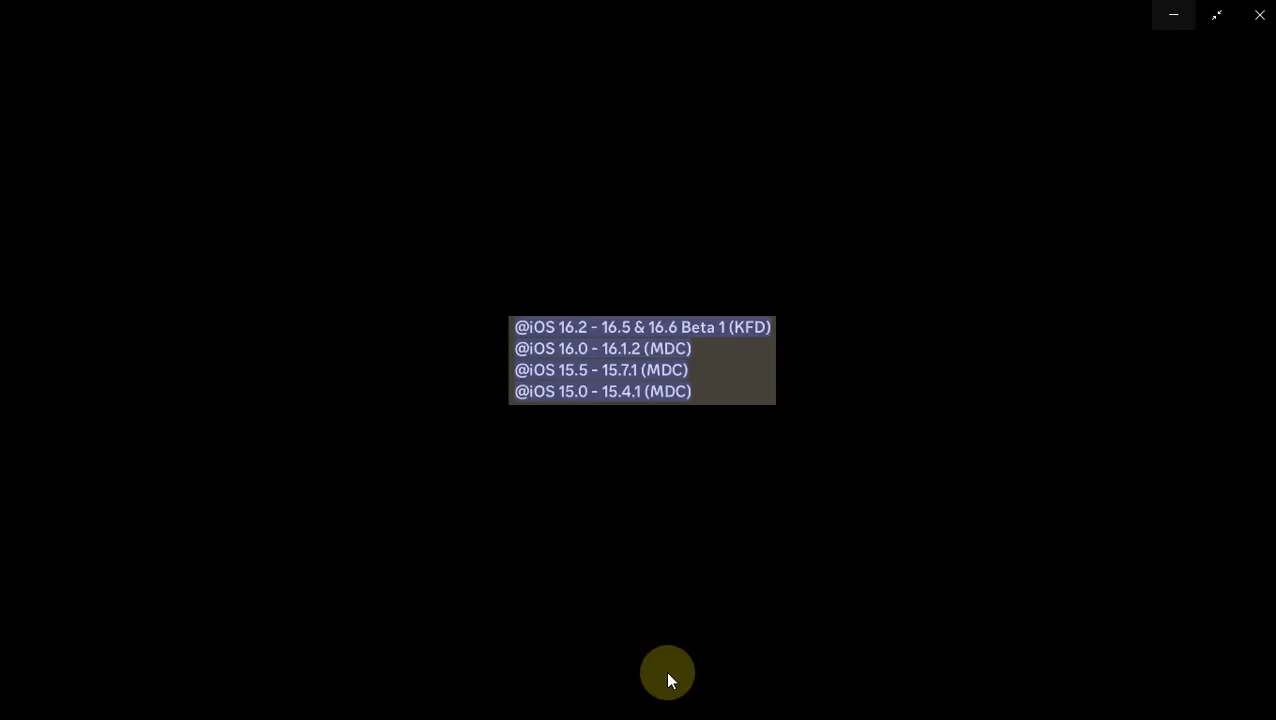 @iOS 16.2 - 16.5 & 16.6 Beta 1 (KFD)
@iOS 16.0 - 16.1.2 (MDC)
@iOS 15.5 - 15.7.1 (MDC)
@iOS 15.0 - 15.4.1 (MDC)